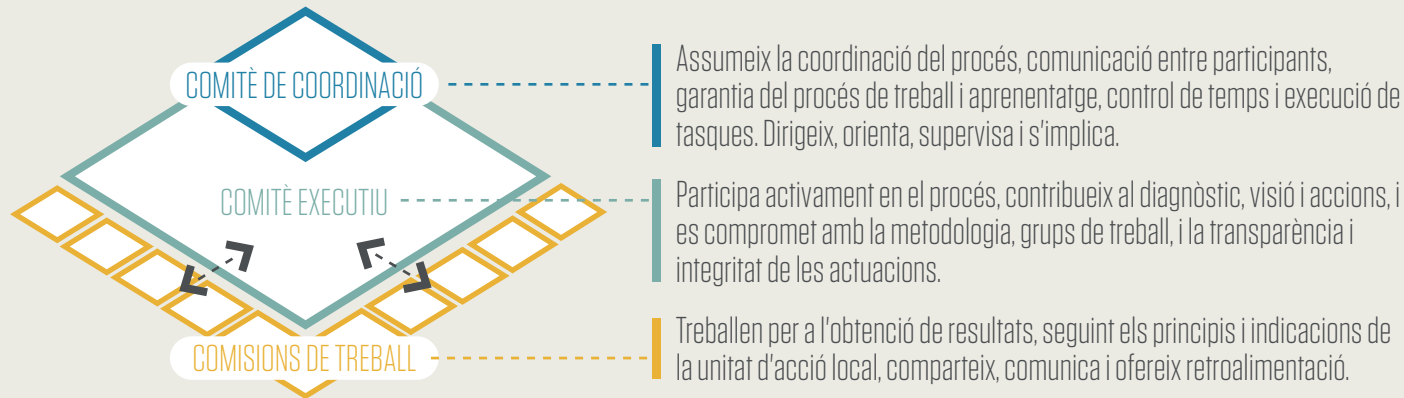 COMITÈ DE COORDINACIÓ
Assumeix la coordinació del procés, comunicació entre participants,
garantia del procés de treball i aprenentatge, control de temps i execució de
tasques. Dirigeix, orienta, supervisa i s'implica.
COMITÈ EXECUTIU
Participa activament en el procés, contribueix al diagnòstic, visió i accions, i
es compromet amb la metodologia, grups de treball, i la transparència i
integritat de les actuacions.
COMISIONS DE TREBALL
Treballen per a l'obtenció de resultats, seguint els principis i indicacions de
la unitat d'acció local, comparteix, comunica i ofereix retroalimentació.